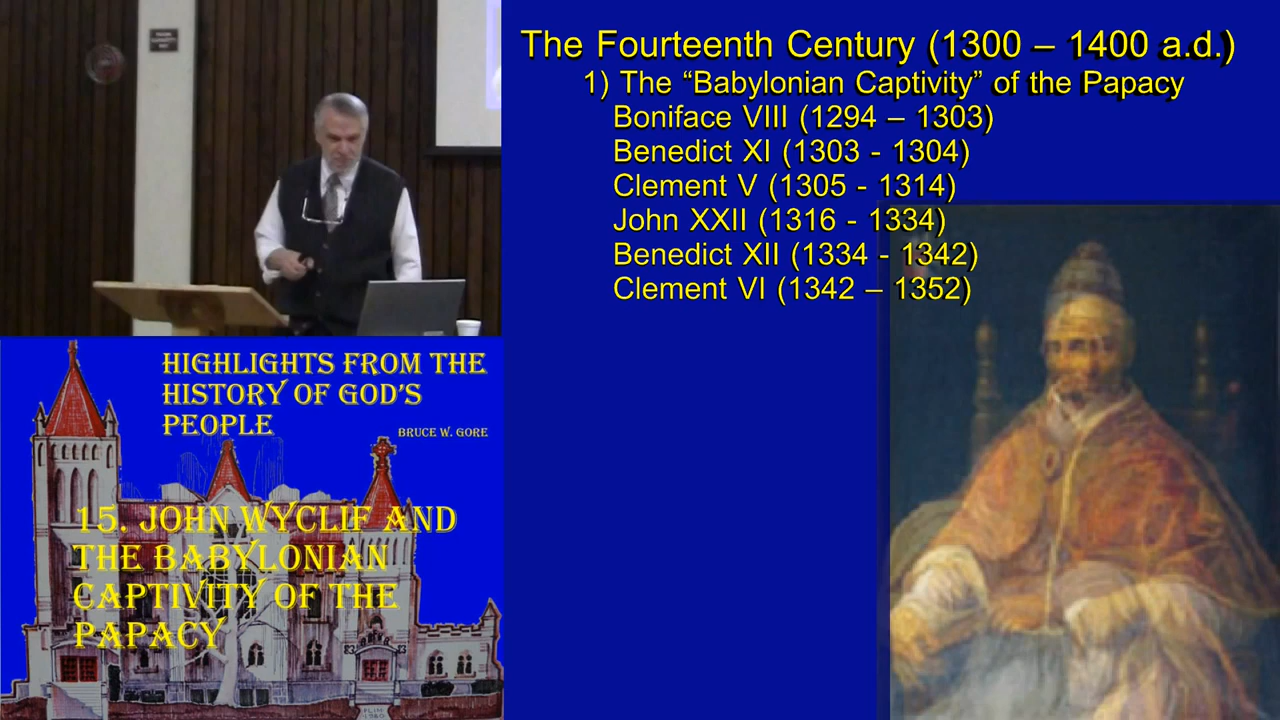 The Fourteenth Century (1300 – 1400 a.d.)
1) The “Babylonian Captivity” of the Papacy
Boniface VIII (1294 – 1303)
Benedict XI (1303 - 1304)
Clement V (1305 - 1314)
John XXII (1316 - 1334)
Benedict XII (1334 - 1342)
Clement VI (1342 – 1352)
HIGHLIGHTS FROM THE
HISTORY OF GOD'S
PEOPLE
BRUCE W. GORE
15. JOHN WYCLIF AND
THE BABYLONIAN
CAPTIVITY OF THE
PAPACY